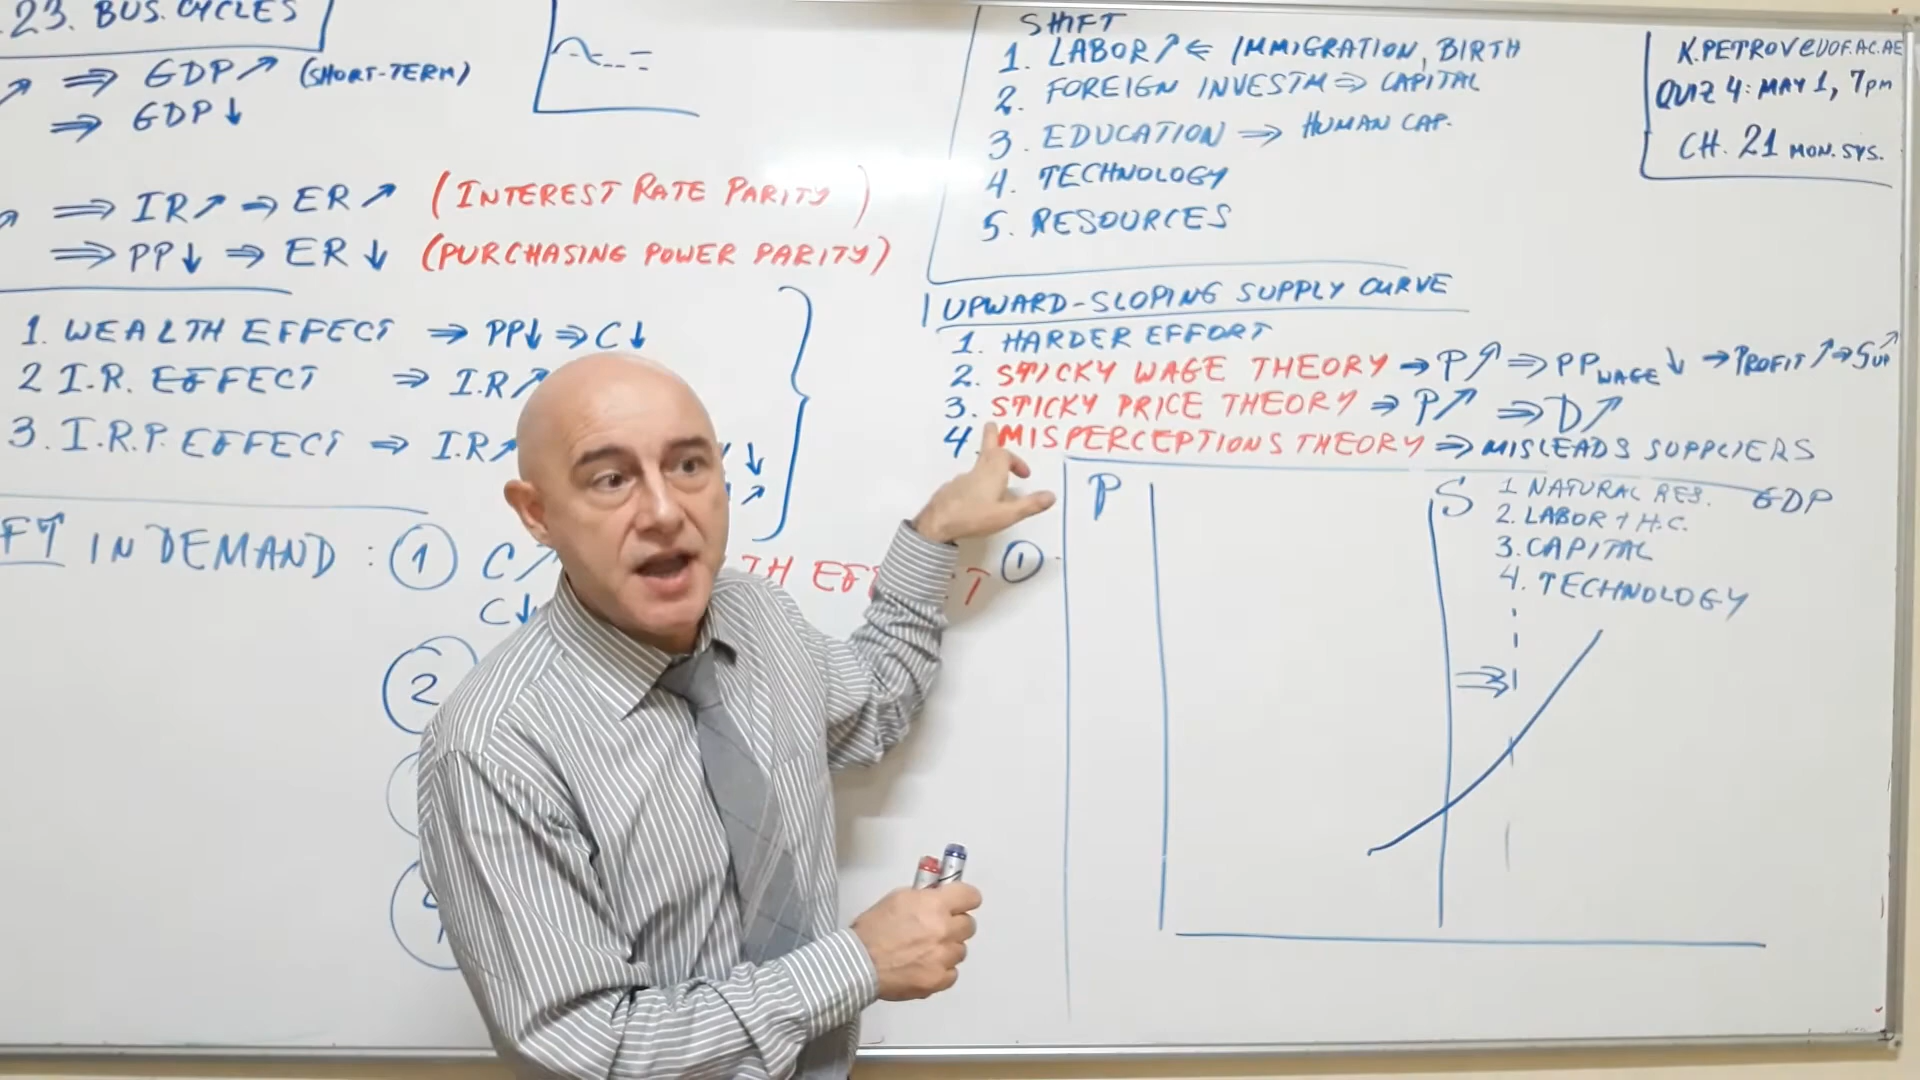 23. BUS. CYCLES
⇒ GDP↗ (SHORT-TERM)
⇒ GDP↓
⇒ IR↗ → ER↗ (INTEREST RATE PARITY)
⇒ PP↓ ⇒ ER↓ (PURCHASING POWER PARITY)
1. WEALTH EFFECT ⇒ PP↓ ⇒ C↓
2 I.R. EFFECT ⇒ I.R↗
3. I.R.P. EFFECT ⇒ I.R↗
IN DEMAND : 1 C↗
C↓
2
SHIFT
1. LABOR↗ ⇐ IMMIGRATION, BIRTH
2. FOREIGN INVESTM ⇒ CAPITAL
3. EDUCATION ⇒ HUMAN CAP.
4. TECHNOLOGY
5. RESOURCES
K.PETROV@UOF.AC.AE
QUIZ 4: MAY 1, 7pm
CH. 21 MON. SYS.
UPWARD-SLOPING SUPPLY CURVE
1. HARDER EFFORT
2. STICKY WAGE THEORY → P↗ ⇒ PP WAGE↓ → PROFIT↗ → SUP↗
3. STICKY PRICE THEORY ⇒ P↗ ⇒ D↗
4. MISPERCEPTIONS THEORY ⇒ MISLEADS SUPPLIERS
1
P
S
1 NATURAL RES. GDP
2. LABOR + H.C.
3. CAPITAL
4. TECHNOLOGY